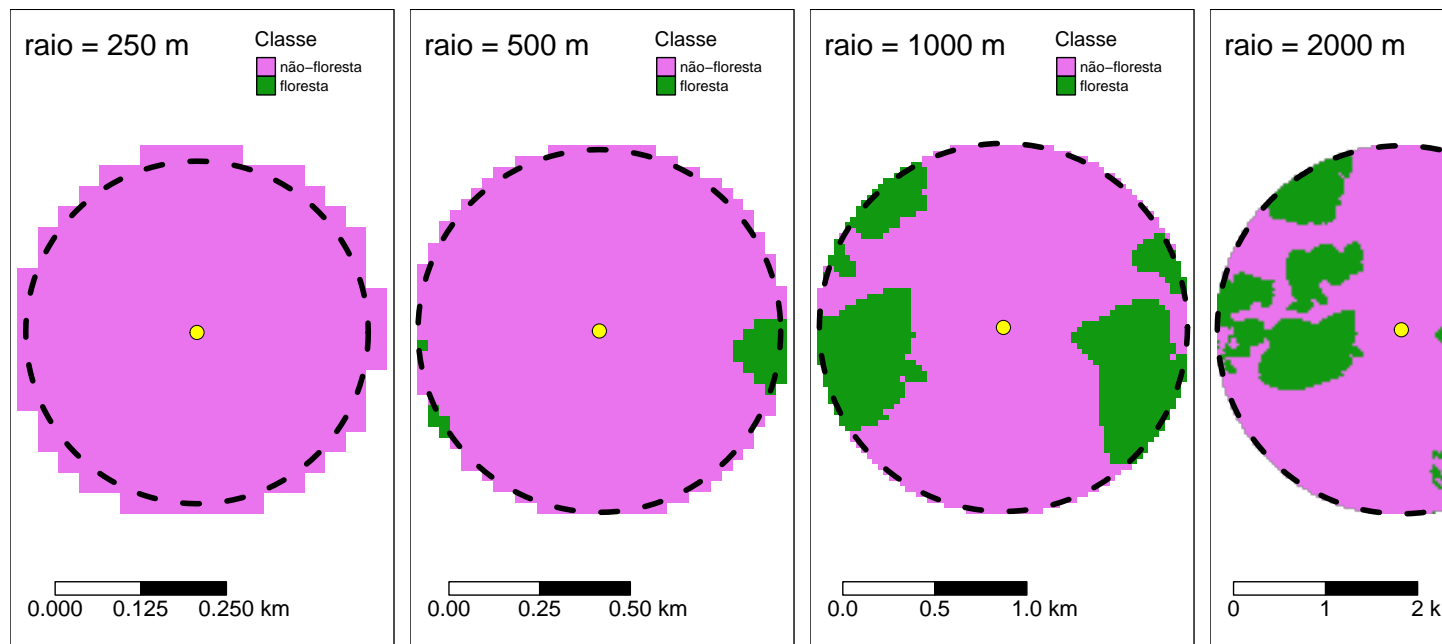 raio = 250 m
Classe
não−floresta
floresta
0.000 0.125 0.250 km
raio = 500 m
Classe
não−floresta
floresta
0.00 0.25 0.50 km
raio = 1000 m
Classe
não−floresta
floresta
0.0 0.5 1.0 km
raio = 2000 m
0 1 2 k